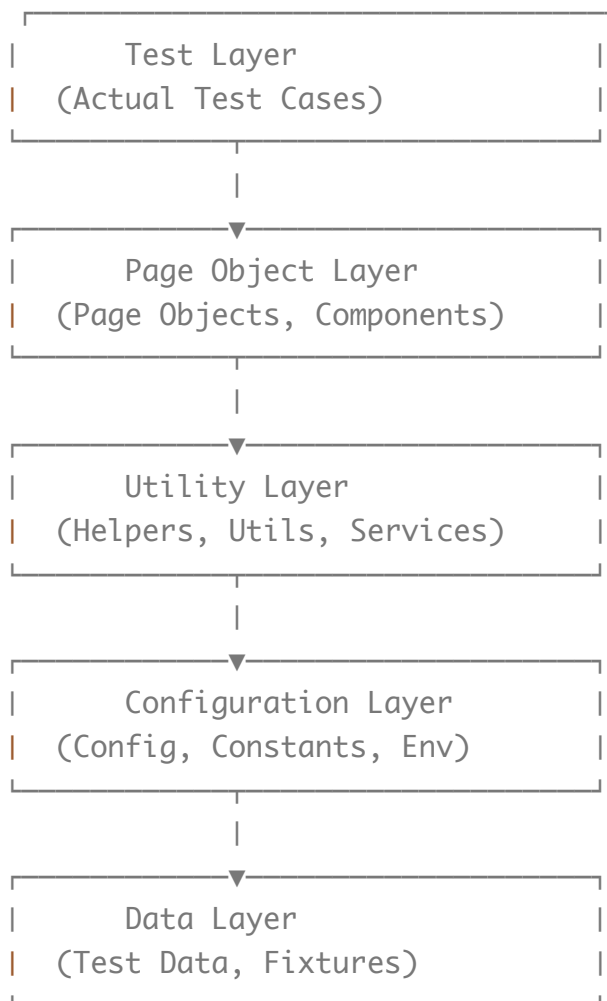 Test Layer
(Actual Test Cases)
Page Object Layer
(Page Objects, Components)
Utility Layer
(Helpers, Utils, Services)
Configuration Layer
(Config, Constants, Env)
Data Layer
(Test Data, Fixtures)